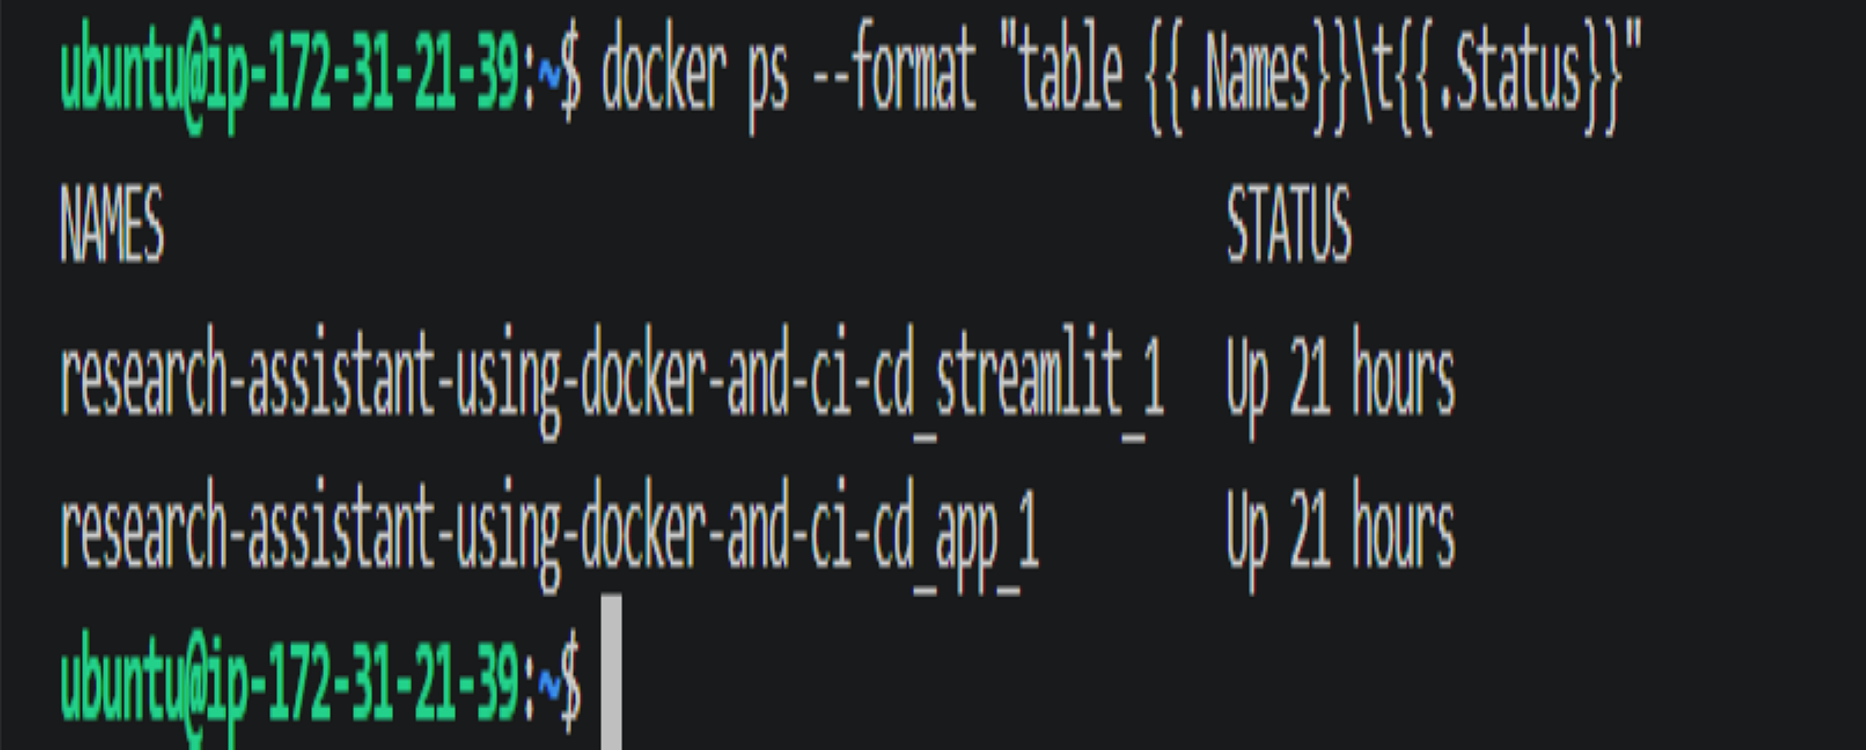 ubuntu@ip-172-31-21-39:~$ docker ps --format "table {{.Names}}\t{{.Status}}"
NAMES STATUS
research-assistant-using-docker-and-ci-cd_streamlit_1 Up 21 hours
research-assistant-using-docker-and-ci-cd_app_1 Up 21 hours
ubuntu@ip-172-31-21-39:~$